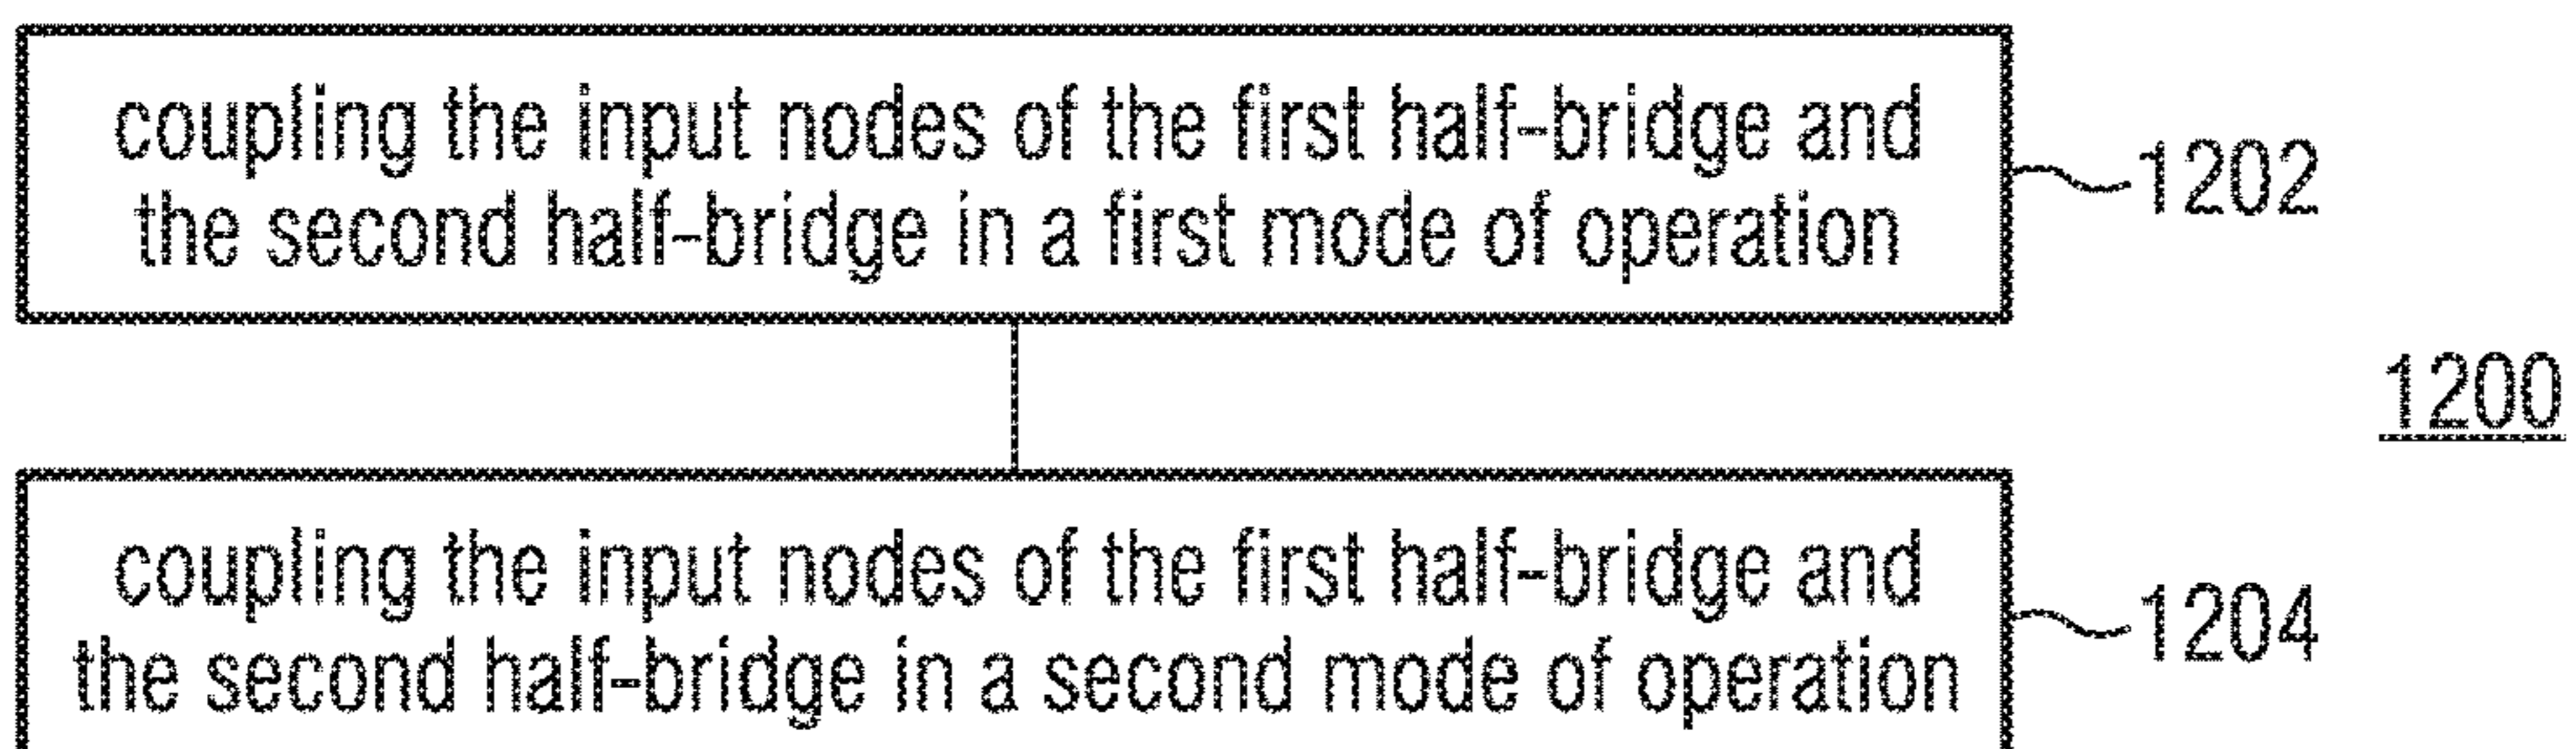 coupling the input nodes of the first half-bridge and
the second half-bridge in a first mode of operation
1202
1200
coupling the input nodes of the first half-bridge and
the second half-bridge in a second mode of operation
1204